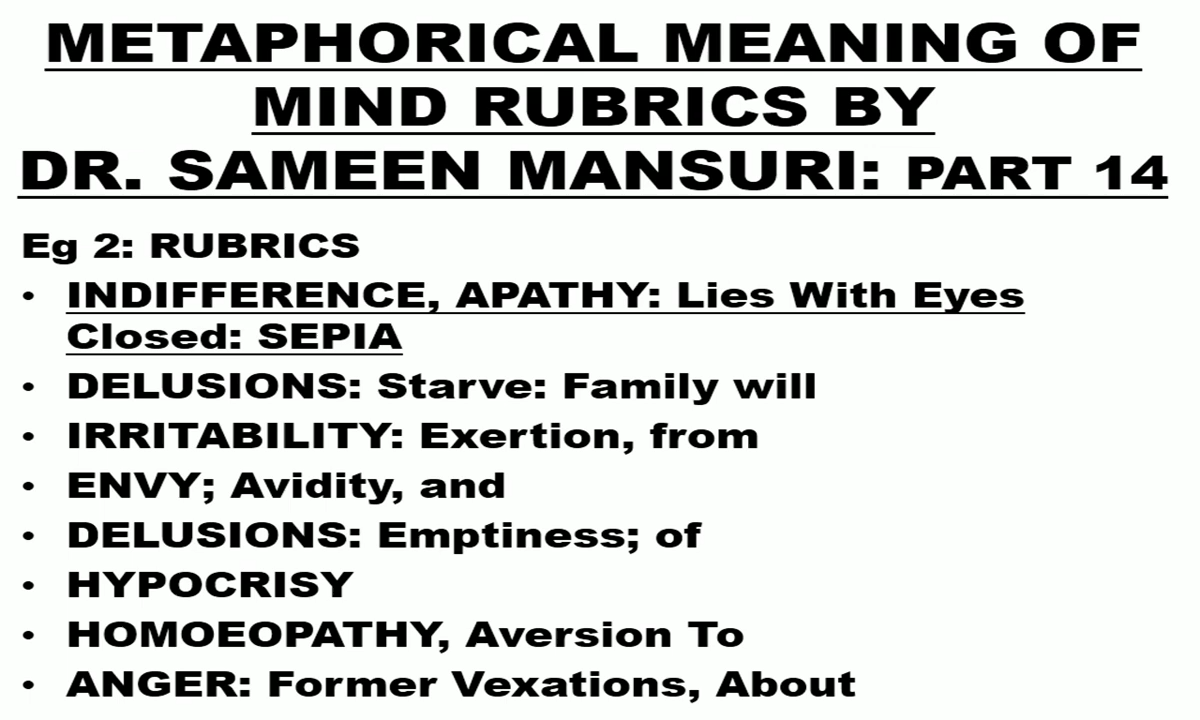 METAPHORICAL MEANING OF
MIND RUBRICS BY
DR. SAMEEN MANSURI: PART 14
Eg 2: RUBRICS
• INDIFFERENCE, APATHY: Lies With Eyes
Closed: SEPIA
• DELUSIONS: Starve: Family will
• IRRITABILITY: Exertion, from
• ENVY; Avidity, and
• DELUSIONS: Emptiness; of
• HYPOCRISY
• HOMOEOPATHY, Aversion To
• ANGER: Former Vexations, About